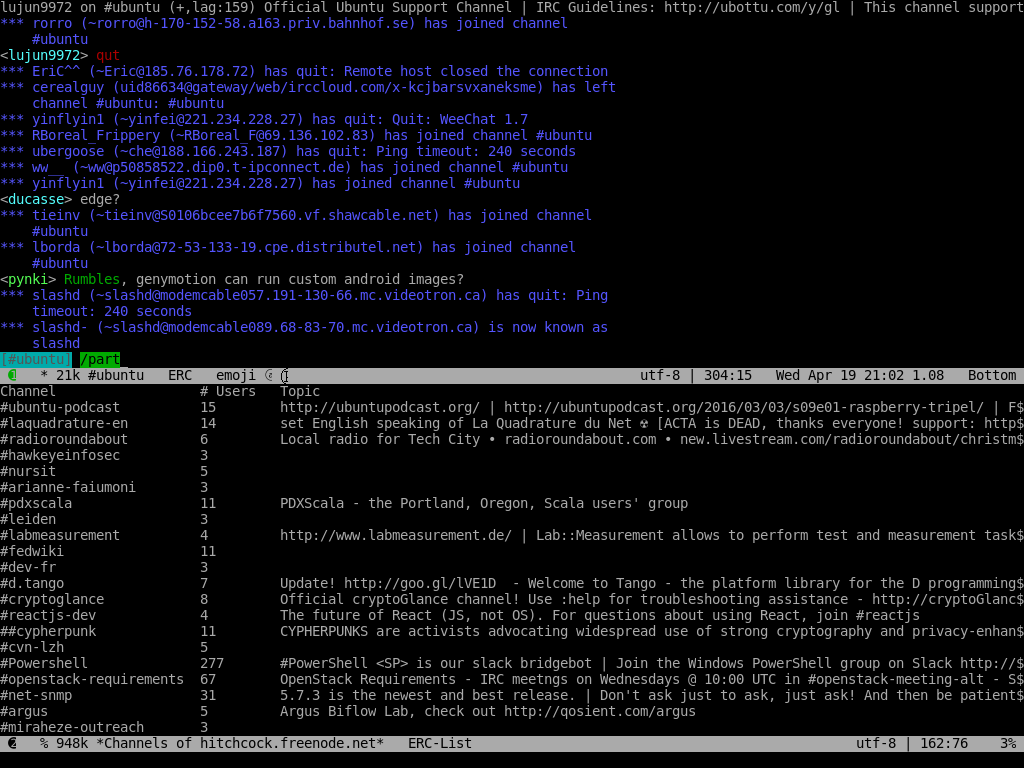 lujun9972 on #ubuntu (+,lag:159) Official Ubuntu Support Channel | IRC Guidelines: http://ubottu.com/y/gl | This channel support
*** rorro (~rorro@h-170-152-58.a163.priv.bahnhof.se) has joined channel
#ubuntu
<lujun9972> qut
*** EriC^^ (~Eric@185.76.178.72) has quit: Remote host closed the connection
*** cerealguy (uid86634@gateway/web/irccloud.com/x-kcjbarsvxaneksme) has left
channel #ubuntu: #ubuntu
*** yinflyin1 (~yinfei@221.234.228.27) has quit: Quit: WeeChat 1.7
*** RBoreal_Frippery (~RBoreal_F@69.136.102.83) has joined channel #ubuntu
*** ubergoose (~che@188.166.243.187) has quit: Ping timeout: 240 seconds
*** ww__ (~ww@p50858522.dip0.t-ipconnect.de) has joined channel #ubuntu
*** yinflyin1 (~yinfei@221.234.228.27) has joined channel #ubuntu
<ducasse> edge?
*** tieinv (~tieinv@S0106bcee7b6f7560.vf.shawcable.net) has joined channel
#ubuntu
*** lborda (~lborda@72-53-133-19.cpe.distributel.net) has joined channel
#ubuntu
<pynki> Rumbles, genymotion can run custom android images?
*** slashd (~slashd@modemcable057.191-130-66.mc.videotron.ca) has quit: Ping
timeout: 240 seconds
*** slashd- (~slashd@modemcable089.68-83-70.mc.videotron.ca) is now known as
slashd
[#ubuntu] /part
❶ * 21k #ubuntu ERC emoji ⓐ utf-8 | 304:15 Wed Apr 19 21:02 1.08 Bottom
Channel # Users Topic
#ubuntu-podcast 15 http://ubuntupodcast.org/ | http://ubuntupodcast.org/2016/03/03/s09e01-raspberry-tripel/ | F$
#laquadrature-en 14 set English speaking of La Quadrature du Net ☢ [ACTA is DEAD, thanks everyone! support: http$
#radioroundabout 6 Local radio for Tech City • radioroundabout.com • new.livestream.com/radioroundabout/christm$
#hawkeyeinfosec 3
#nursit 5
#arianne-faiumoni 3
#pdxscala 11 PDXScala - the Portland, Oregon, Scala users' group
#leiden 3
#labmeasurement 4 http://www.labmeasurement.de/ | Lab::Measurement allows to perform test and measurement task$
#fedwiki 11
#dev-fr 3
#d.tango 7 Update! http://goo.gl/lVE1D - Welcome to Tango - the platform library for the D programming$
#cryptoglance 8 Official cryptoGlance channel! Use :help for troubleshooting assistance - http://cryptoGlanc$
#reactjs-dev 4 The future of React (JS, not OS). For questions about using React, join #reactjs
##cypherpunk 11 CYPHERPUNKS are activists advocating widespread use of strong cryptography and privacy-enhan$
#cvn-lzh 5
#Powershell 277 #PowerShell <SP> is our slack bridgebot | Join the Windows PowerShell group on Slack http://$
#openstack-requirements 67 OpenStack Requirements - IRC meetngs on Wednesdays @ 10:00 UTC in #openstack-meeting-alt - S$
#net-snmp 31 5.7.3 is the newest and best release. | Don't ask just to ask, just ask! And then be patient$
#argus 5 Argus Biflow Lab, check out http://qosient.com/argus
#miraheze-outreach 3
❷ % 948k *Channels of hitchcock.freenode.net* ERC-List utf-8 | 162:76 3%